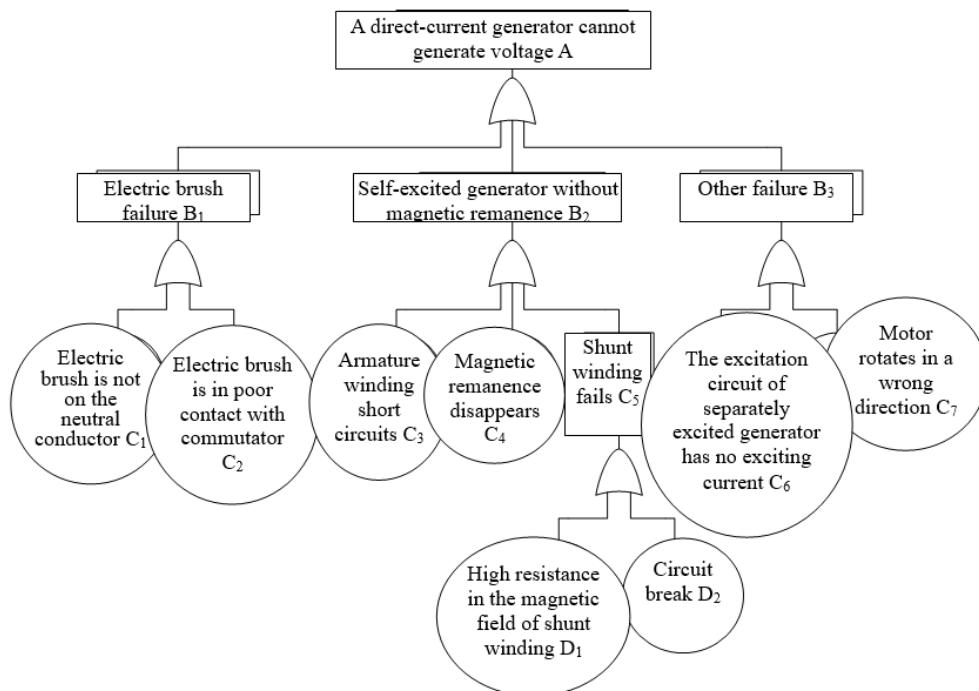 A direct-current generator cannot
generate voltage A
Electric brush
failure B₁
Self-excited generator without
magnetic remanence B₂
Other failure B₃
Electric
brush is not
on the
neutral
conductor C₁
Electric brush
is in poor
contact with
commutator
C₂
Armature
winding
short
circuits C₃
Magnetic
remanence
disappears
C₄
Shunt
winding
fails C₅
The excitation
circuit of
separately
excited generator
has no exciting
current C₆
Motor
rotates in a
wrong
direction C₇
High resistance
in the magnetic
field of shunt
winding D₁
Circuit
break D₂